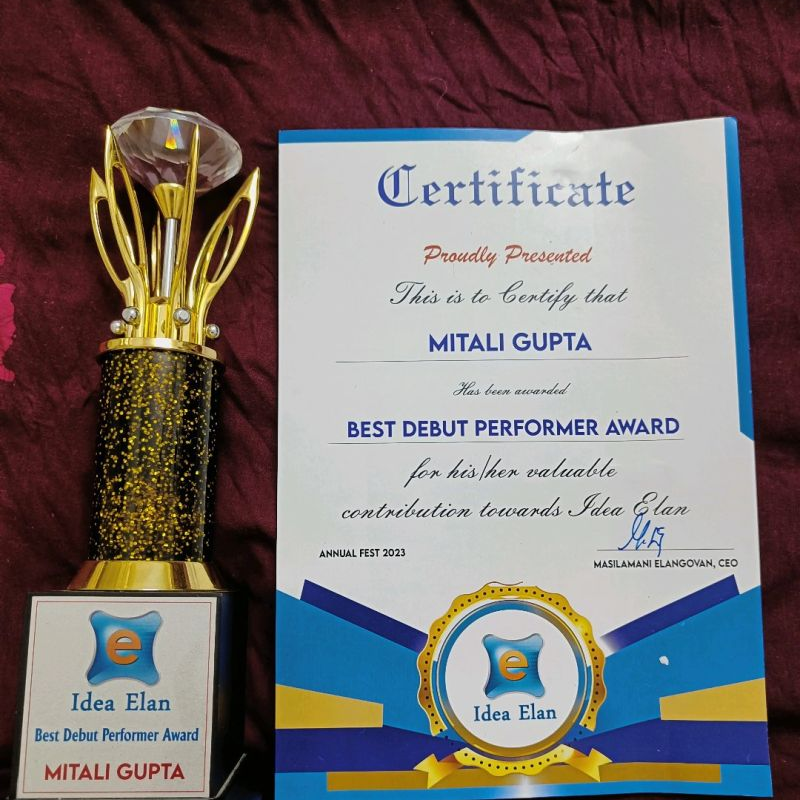 Certificate
Proudly Presented
This is to Certify that
MITALI GUPTA
Has been awarded
BEST DEBUT PERFORMER AWARD
for his/her valuable
contribution towards Idea Elan
ANNUAL FEST 2023
MASILAMANI ELANGOVAN, CEO
e
Idea Elan
e
Idea Elan
Best Debut Performer Award
MITALI GUPTA